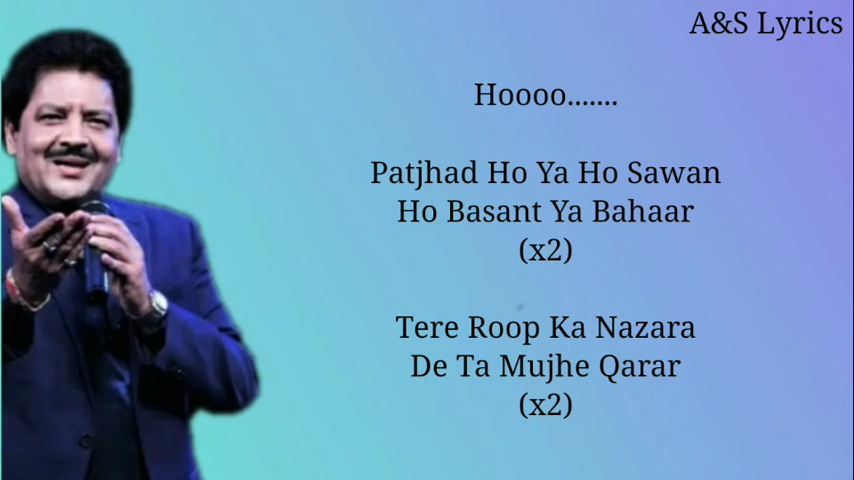 A&S Lyrics
Hoooo.......
Patjhad Ho Ya Ho Sawan
Ho Basant Ya Bahaar
(x2)
Tere Roop Ka Nazara
De Ta Mujhe Qarar
(x2)